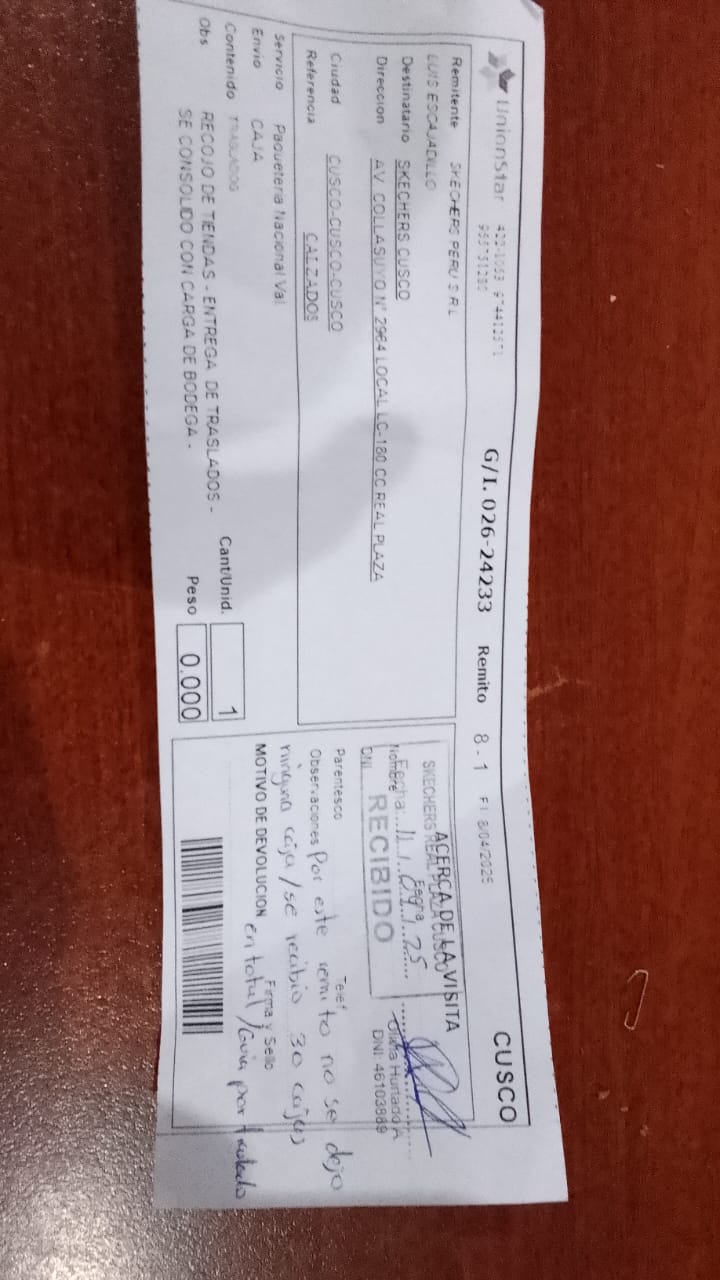 UnionStar
G/I. 026-24233 Remito 8-1 CUSCO
Remitente SKECHERS PERU S RL
LUIS ESCAJADILLO
Destinatario SKECHERS CUSCO
Direccion AV. COLLASUYO N° 2964 LOCAL LC-180 CC REAL PLAZA
Ciudad CUSCO-CUSCO-CUSCO
Referencia CALZADOS
Servicio Paqueteria Nacional Val
Envio CAJA
Contenido TRASLADOS
Obs RECOJO DE TIENDAS - ENTREGA DE TRASLADOS -
SE CONSOLIDO CON CARGA DE BODEGA -
Cant/Unid. 1
Peso 0.000
ACERCA DE LA VISITA
SKECHERS REAL PLAZA CUSCO
Fecha
Nombre
Fecha: 11
25
DNI
RECIBIDO
Hurtado A
DNI: 46103889
Parentesco
Telef
Observaciones Por este remito no se dejo
ninguna caja / se recibio 30 cajas
MOTIVO DE DEVOLUCION
Firma y Sello
en total / Guia por traslado